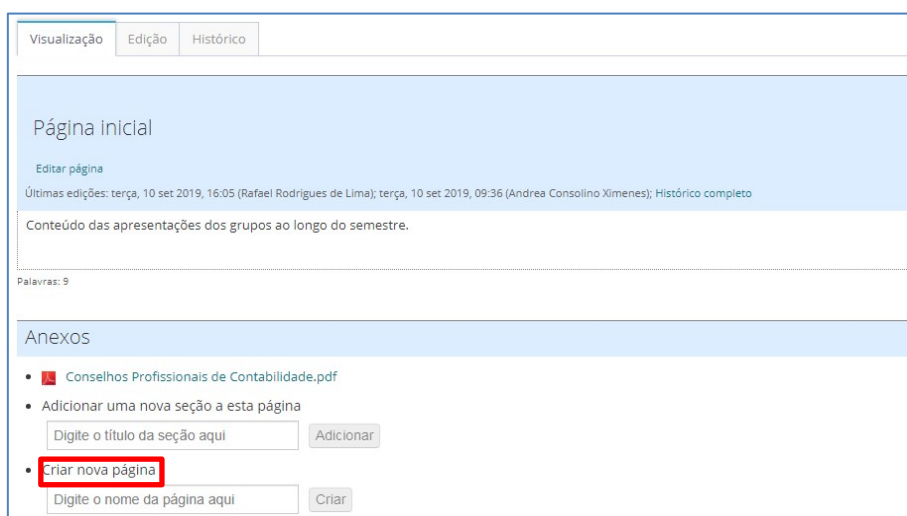 Visualização Edição Histórico
Página inicial
Editar página
Últimas edições: terça, 10 set 2019, 16:05 (Rafael Rodrigues de Lima); terça, 10 set 2019, 09:36 (Andrea Consolino Ximenes); Histórico completo
Conteúdo das apresentações dos grupos ao longo do semestre.
Palavras: 9
Anexos
Conselhos Profissionais de Contabilidade.pdf
Adicionar uma nova seção a esta página
Digite o título da seção aqui Adicionar
Criar nova página
Digite o nome da página aqui Criar